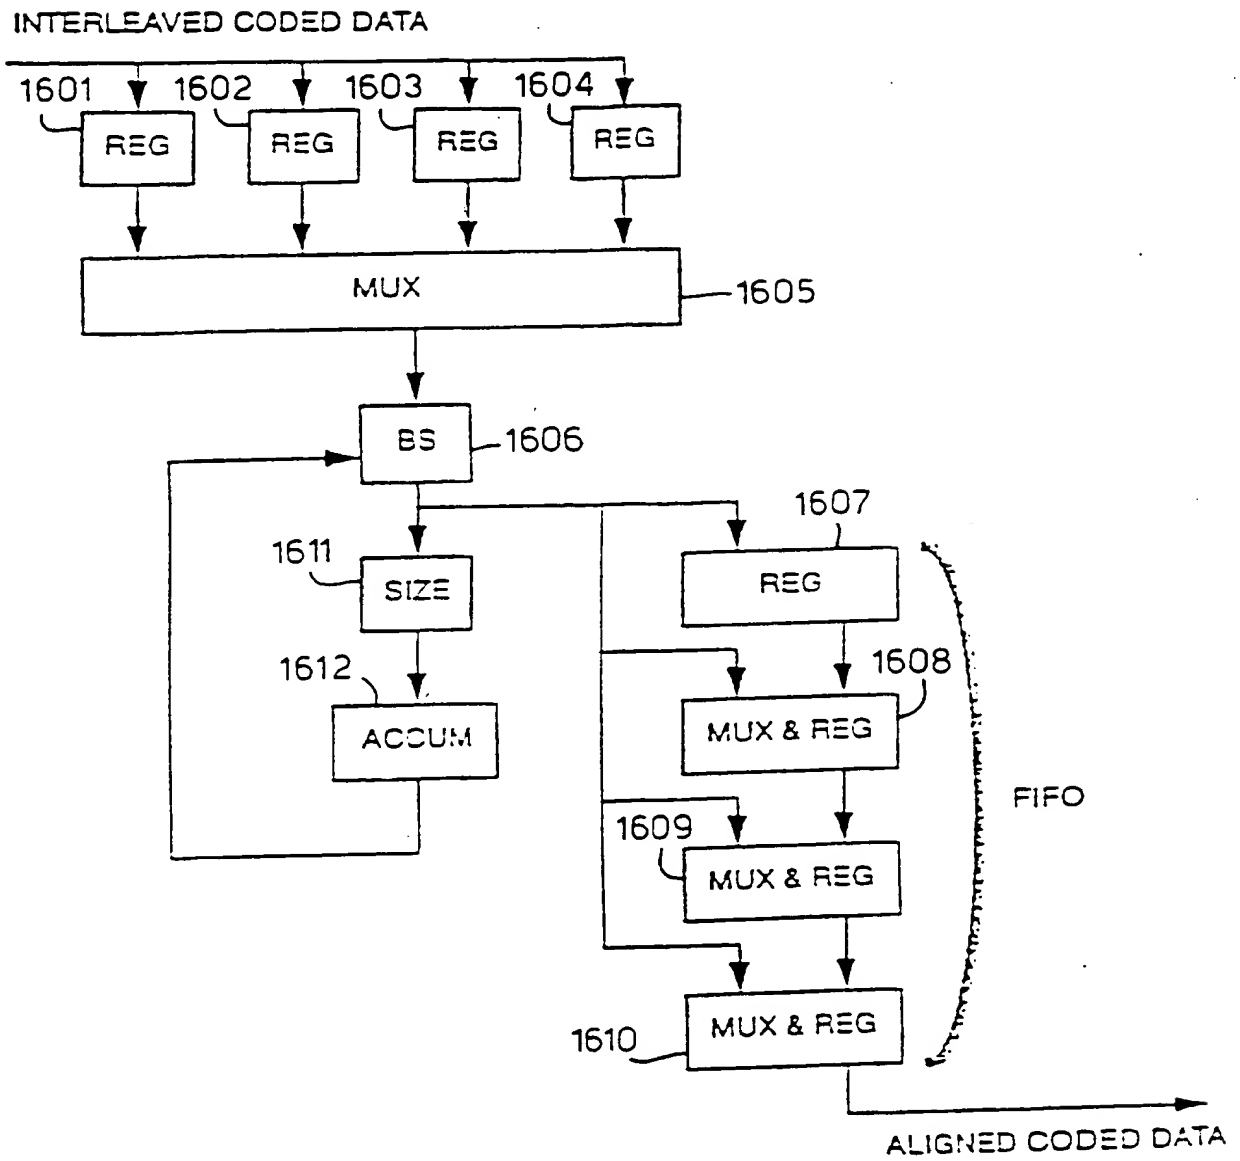 INTERLEAVED CODED DATA
1601
1602
1603
1604
REG
REG
REG
REG
MUX
1605
BS
1606
1607
1611
REG
SIZE
1608
1612
MUX & REG
ACCUM
FIFO
1609
MUX & REG
MUX & REG
1610
ALIGNED CODED DATA